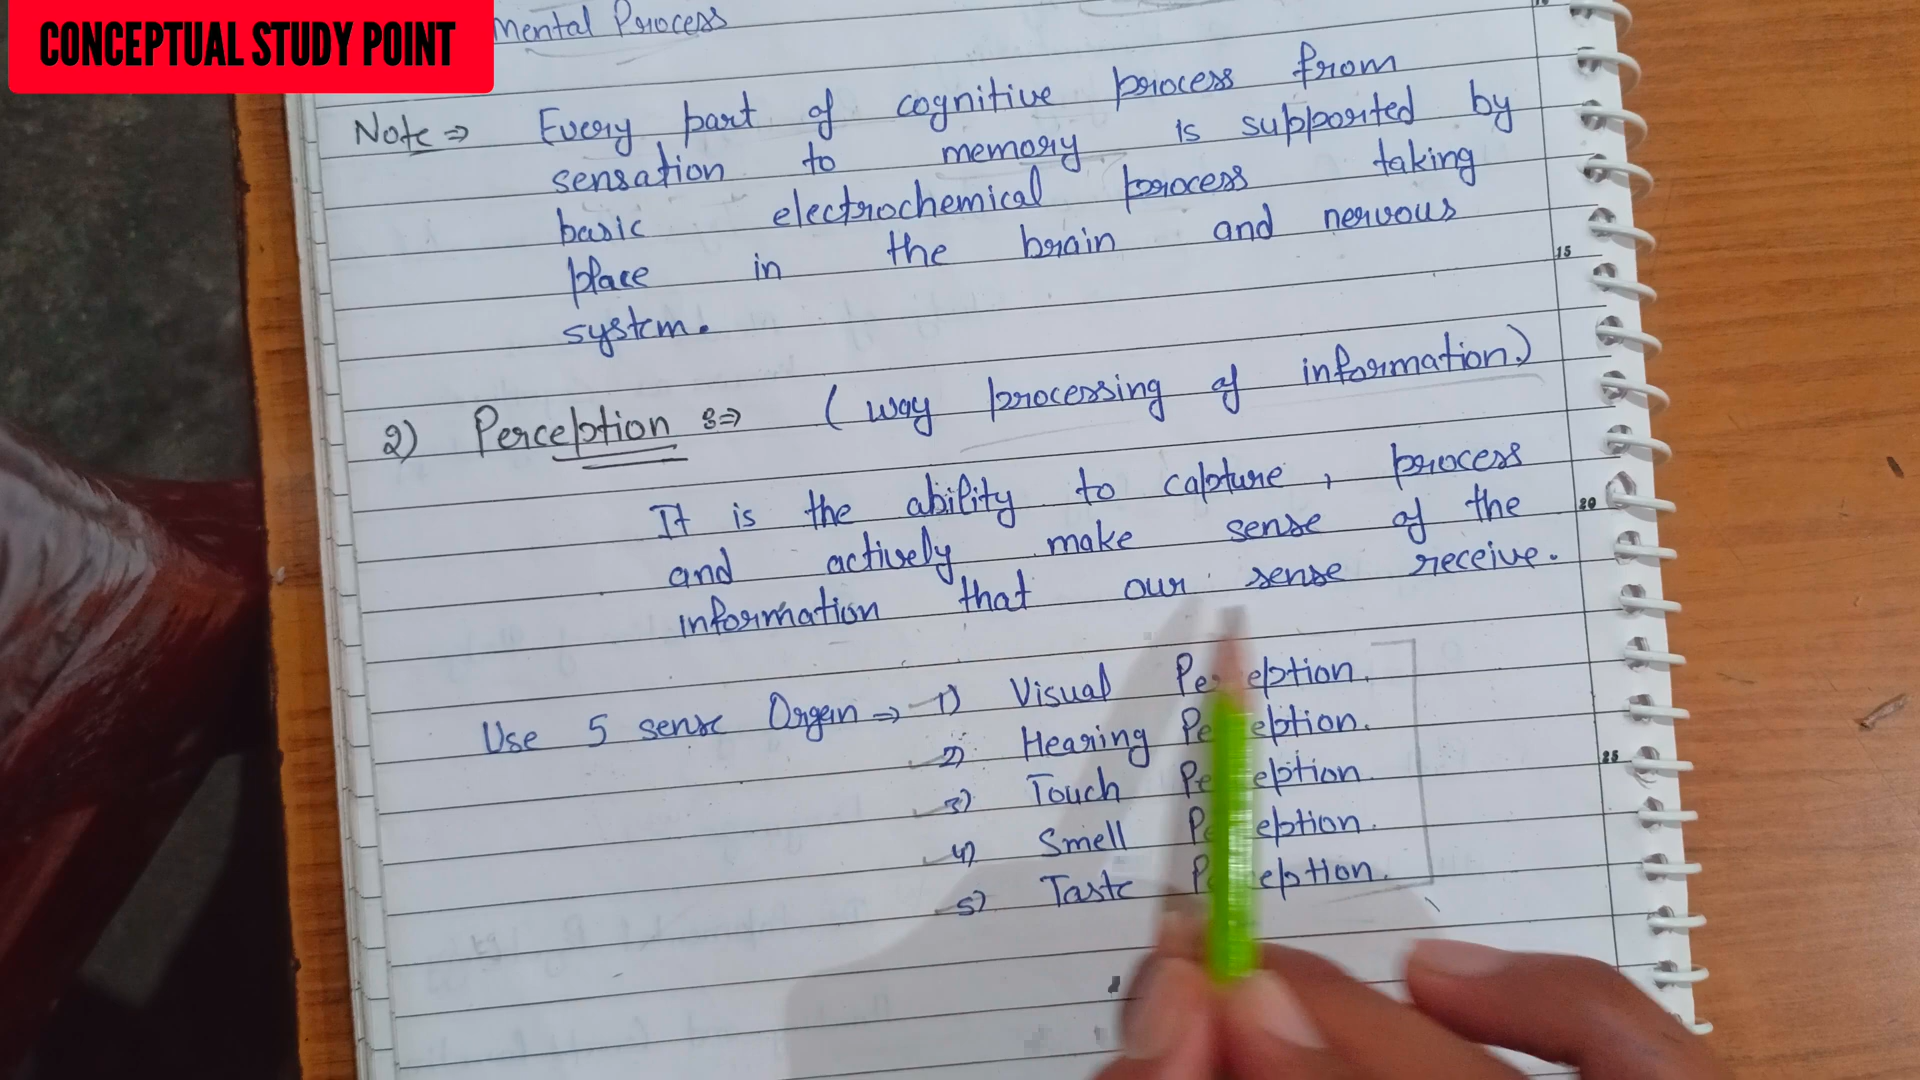 CONCEPTUAL STUDY POINT
Mental Process
Note ⇒ Every part of cognitive process from
sensation to memory is supported by
basic electrochemical process taking
place in the brain and nervous
system.
2) Perception :⇒ (way processing of information)
It is the ability to capture, process
and actively make sense of the
information that our sense receive.
Use 5 sense Organ ⇒ 1) Visual Perception.
2) Hearing Perception.
3) Touch Perception.
4) Smell Perception.
5) Taste Perception.
15
20
25